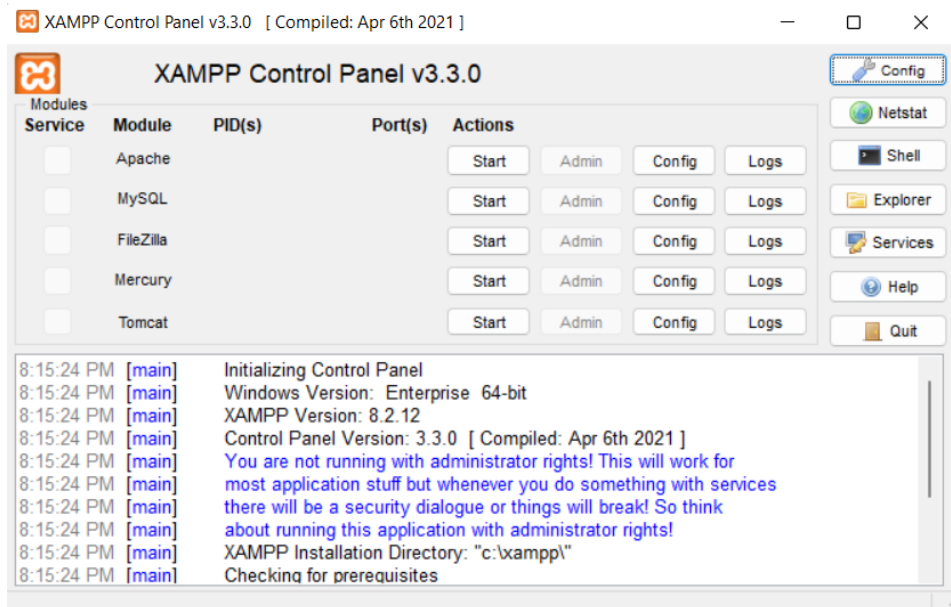 XAMPP Control Panel v3.3.0 [ Compiled: Apr 6th 2021 ]
XAMPP Control Panel v3.3.0
Config
Modules
Service Module PID(s) Port(s) Actions
Netstat
Apache Start Admin Config Logs
Shell
MySQL Start Admin Config Logs
Explorer
FileZilla Start Admin Config Logs
Services
Mercury Start Admin Config Logs
Help
Tomcat Start Admin Config Logs
Quit
8:15:24 PM [main] Initializing Control Panel
8:15:24 PM [main] Windows Version: Enterprise 64-bit
8:15:24 PM [main] XAMPP Version: 8.2.12
8:15:24 PM [main] Control Panel Version: 3.3.0 [ Compiled: Apr 6th 2021 ]
8:15:24 PM [main] You are not running with administrator rights! This will work for
8:15:24 PM [main] most application stuff but whenever you do something with services
8:15:24 PM [main] there will be a security dialogue or things will break! So think
8:15:24 PM [main] about running this application with administrator rights!
8:15:24 PM [main] XAMPP Installation Directory: "c:\xampp\"
8:15:24 PM [main] Checking for prerequisites